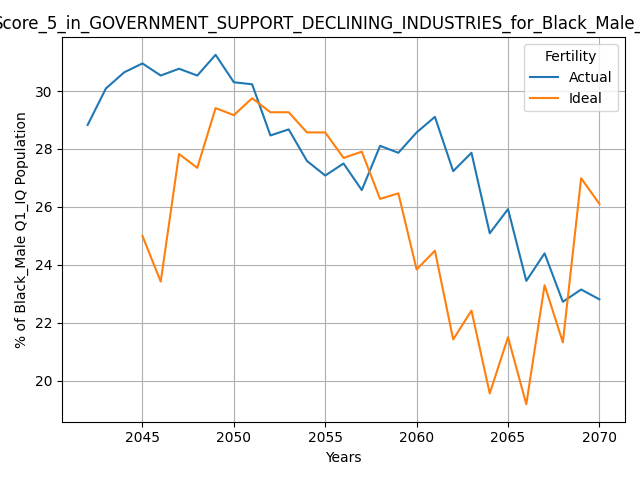 Score_5_in_GOVERNMENT_SUPPORT_DECLINING_INDUSTRIES_for_Black_Male_
Fertility
Actual
Ideal
% of Black_Male Q1_IQ Population
30
28
26
24
22
20
2045 2050 2055 2060 2065 2070
Years